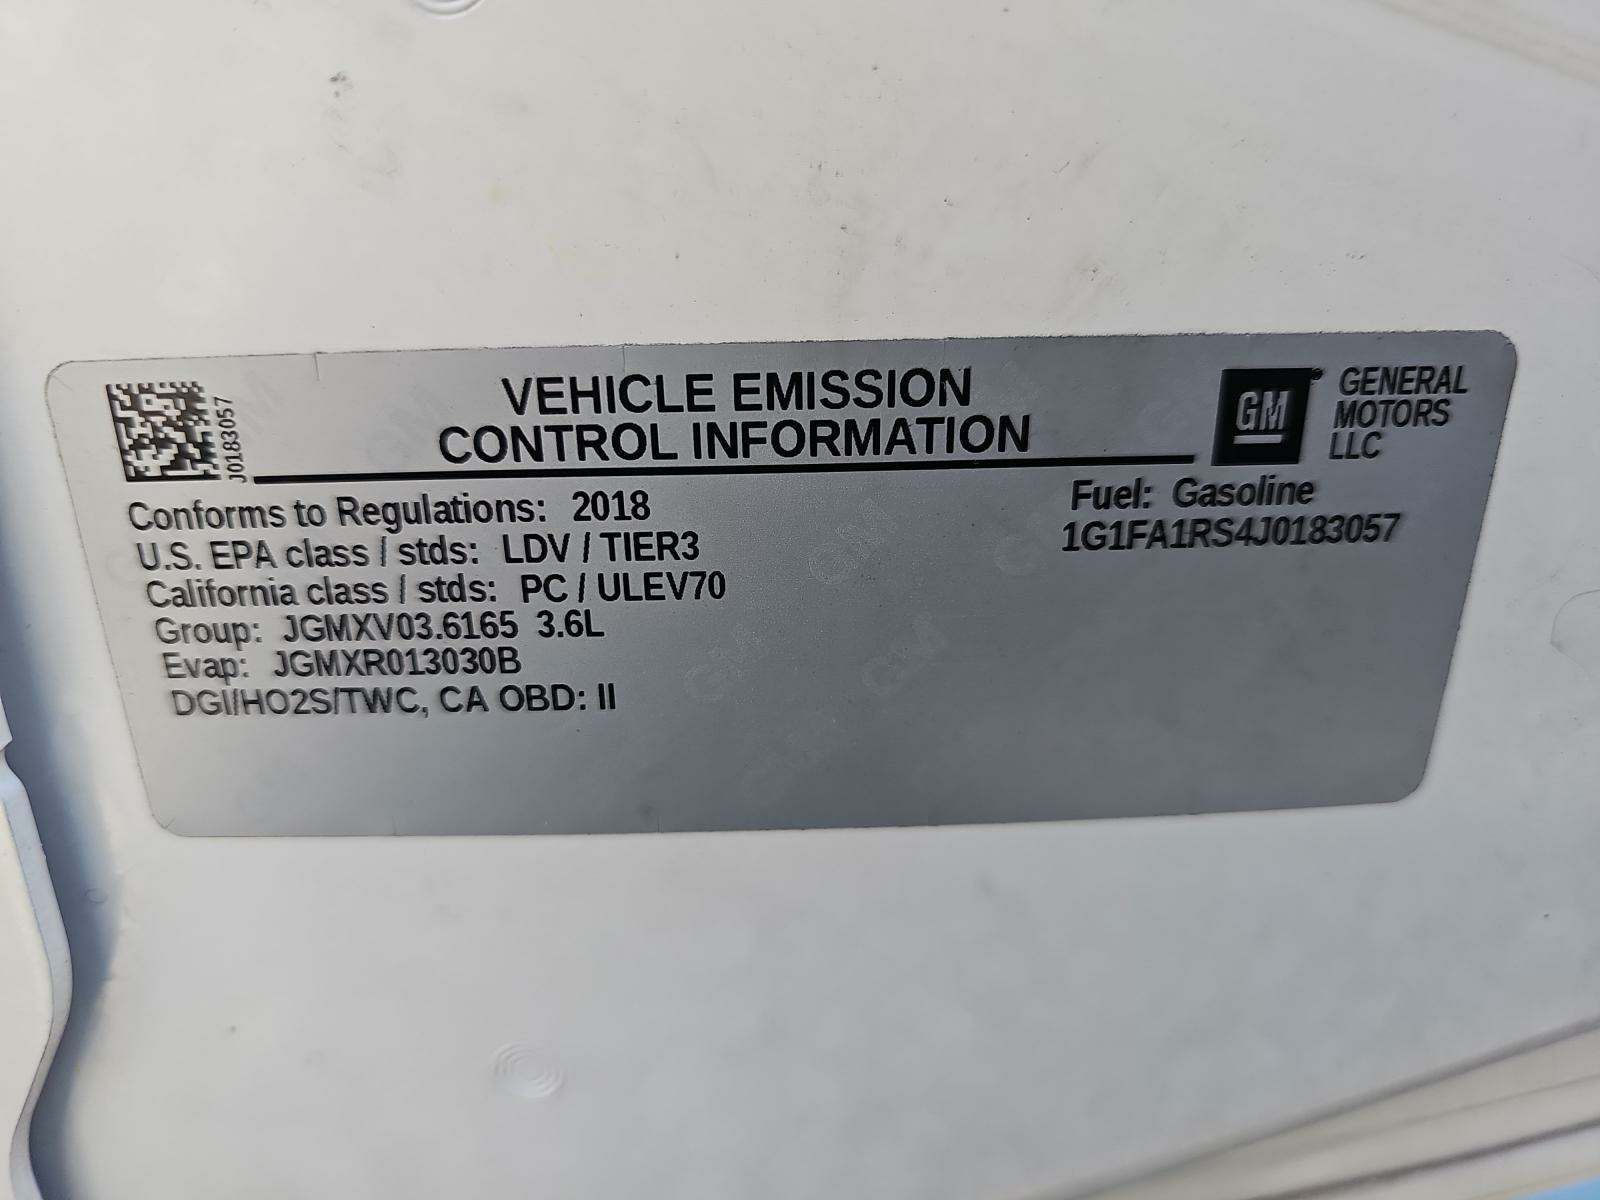 J0183057
VEHICLE EMISSION
CONTROL INFORMATION
GM
GENERAL
MOTORS
LLC
Conforms to Regulations: 2018
U.S. EPA class / stds: LDV / TIER3
California class / stds: PC / ULEV70
Group: JGMXV03.6165 3.6L
Evap: JGMXR013030B
DGI/HO2S/TWC, CA OBD: II
Fuel: Gasoline
1G1FA1RS4J0183057